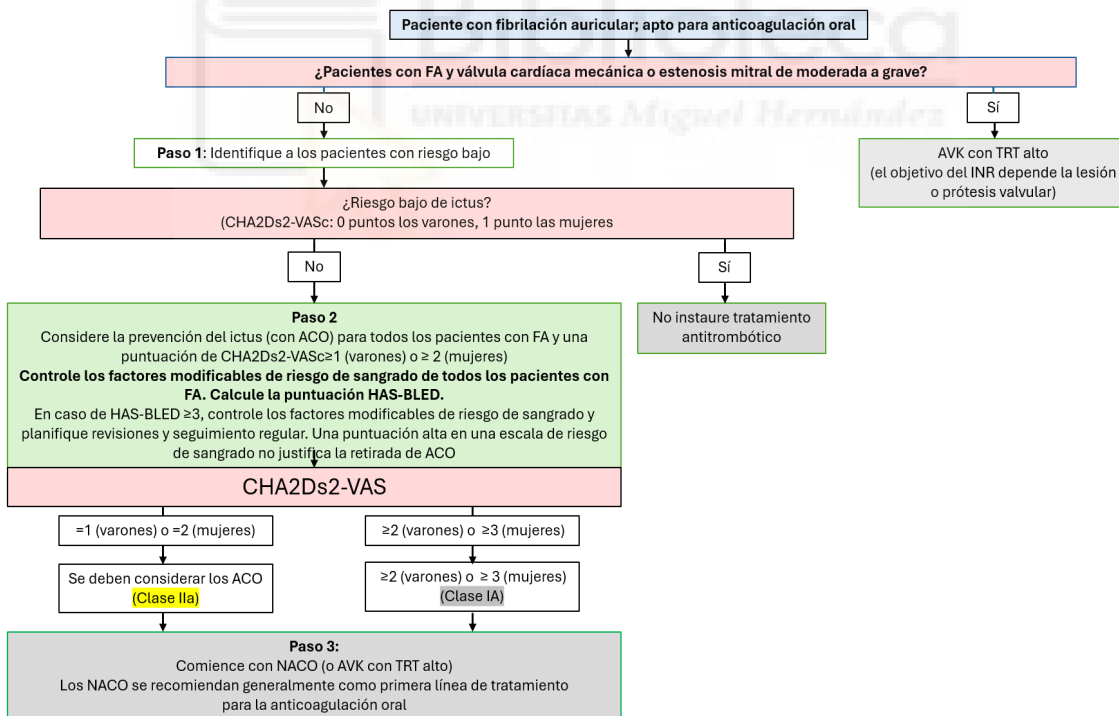 Biblioteca
UNIVERSITAS Miguel Hernández
Paciente con fibrilación auricular; apto para anticoagulación oral
¿Pacientes con FA y válvula cardíaca mecánica o estenosis mitral de moderada a grave?
No
Sí
Paso 1: Identifique a los pacientes con riesgo bajo
AVK con TRT alto
(el objetivo del INR depende la lesión
o prótesis valvular)
¿Riesgo bajo de ictus?
(CHA2Ds2-VASc: 0 puntos los varones, 1 punto las mujeres
No
Sí
No instaure tratamiento
antitrombótico
Paso 2
Considere la prevención del ictus (con ACO) para todos los pacientes con FA y una
puntuación de CHA2Ds2-VASc≥1 (varones) o ≥ 2 (mujeres)
Controle los factores modificables de riesgo de sangrado de todos los pacientes con
FA. Calcule la puntuación HAS-BLED.
En caso de HAS-BLED ≥3, controle los factores modificables de riesgo de sangrado y
planifique revisiones y seguimiento regular. Una puntuación alta en una escala de riesgo
de sangrado no justifica la retirada de ACO
CHA2Ds2-VAS
=1 (varones) o =2 (mujeres)
≥2 (varones) o ≥3 (mujeres)
Se deben considerar los ACO
(Clase IIa)
≥2 (varones) o ≥ 3 (mujeres)
(Clase IA)
Paso 3:
Comience con NACO (o AVK con TRT alto)
Los NACO se recomiendan generalmente como primera línea de tratamiento
para la anticoagulación oral